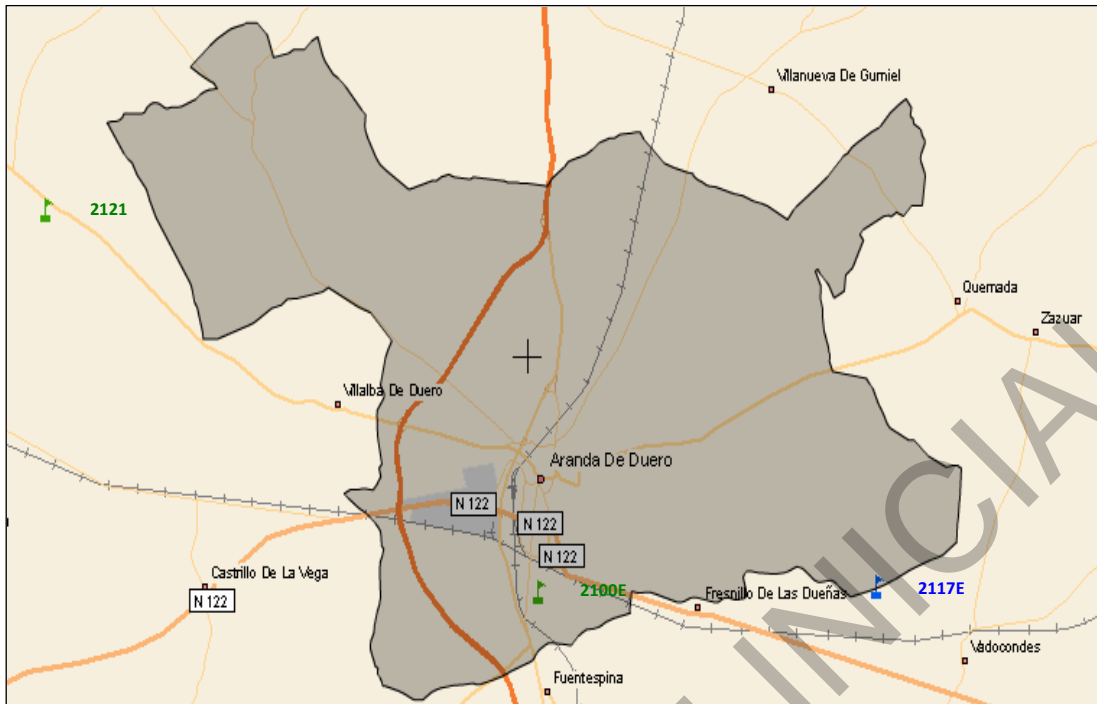 Villanueva De Gumiel
2121
Quemada
Zazuar
Villalba De Duero
Aranda De Duero
N 122
N 122
N 122
Castrillo De La Vega
N 122
2100E
Fresnillo De Las Dueñas
2117E
Vadocondes
Fuentespina
INICIAL